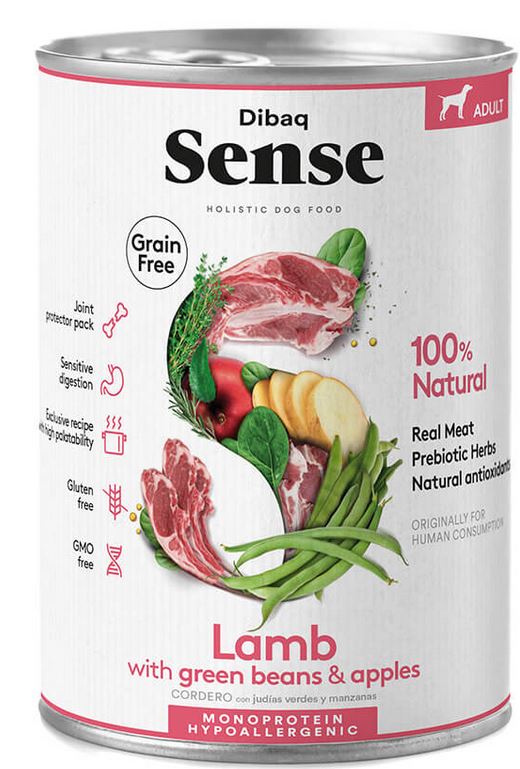 ADULT
Dibaq
Sense
HOLISTIC DOG FOOD
Grain
Free
Joint
protector pack
Sensitive
digestion
Exclusive recipe
with high palatability
Gluten
free
GMO
free
100%
Natural
Real Meat
Prebiotic Herbs
Natural antioxidants
ORIGINALLY FOR
HUMAN CONSUMPTION
Lamb
with green beans & apples
CORDERO con judías verdes y manzanas
MONOPROTEIN
HYPOALLERGENIC